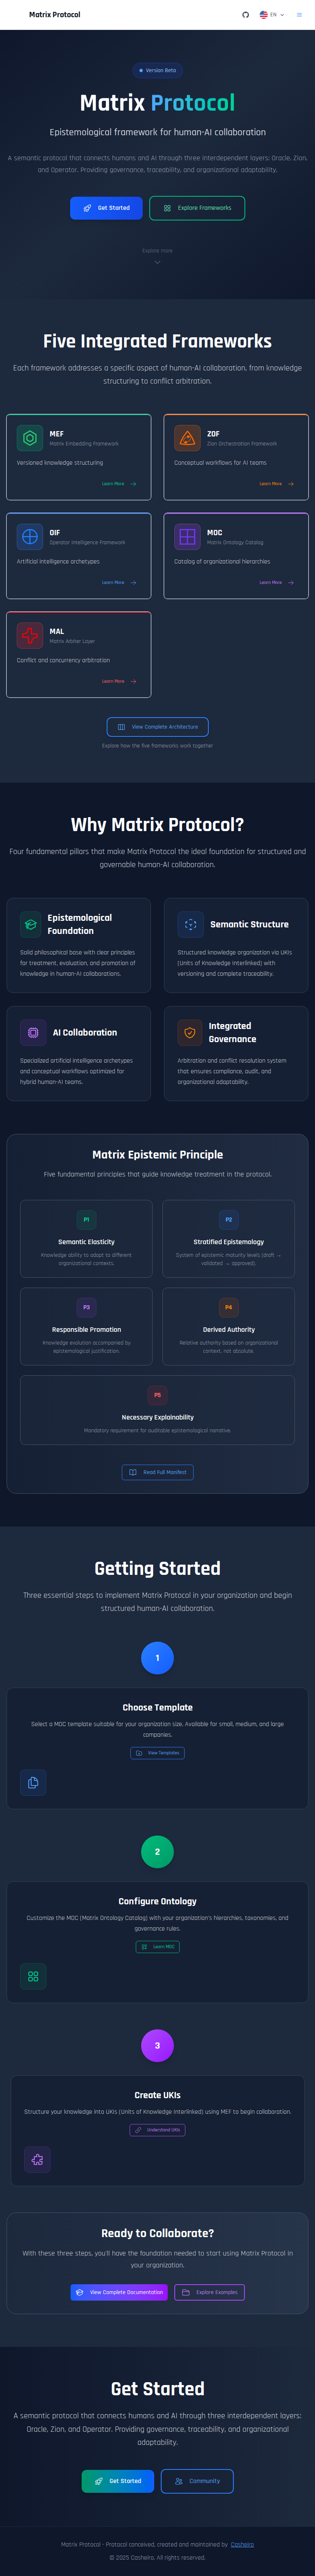 Matrix Protocol
EN
Version Beta
Matrix Protocol
Epistemological framework for human-AI collaboration
A semantic protocol that connects humans and AI through three interdependent layers: Oracle, Zion,
and Operator. Providing governance, traceability, and organizational adaptability.
Get Started
Explore Frameworks
Explore more
Five Integrated Frameworks
Each framework addresses a specific aspect of human-AI collaboration, from knowledge
structuring to conflict arbitration.
MEF
Matrix Embedding Framework
Versioned knowledge structuring
Learn More
ZOF
Zion Orchestration Framework
Conceptual workflows for AI teams
Learn More
OIF
Operator Intelligence Framework
Artificial intelligence archetypes
Learn More
MOC
Matrix Ontology Catalog
Catalog of organizational hierarchies
Learn More
MAL
Matrix Arbiter Layer
Conflict and concurrency arbitration
Learn More
View Complete Architecture
Explore how the five frameworks work together
Why Matrix Protocol?
Four fundamental pillars that make Matrix Protocol the ideal foundation for structured and
governable human-AI collaboration.
Epistemological
Foundation
Solid philosophical base with clear principles
for treatment, evaluation, and promotion of
knowledge in human-AI collaborations.
Semantic Structure
Structured knowledge organization via UKIs
(Units of Knowledge Interlinked) with
versioning and complete traceability.
AI Collaboration
Specialized artificial intelligence archetypes
and conceptual workflows optimized for
hybrid human-AI teams.
Integrated
Governance
Arbitration and conflict resolution system
that ensures compliance, audit, and
organizational adaptability.
Matrix Epistemic Principle
Five fundamental principles that guide knowledge treatment in the protocol.
P1
Semantic Elasticity
Knowledge ability to adapt to different
organizational contexts.
P2
Stratified Epistemology
System of epistemic maturity levels (draft →
validated → approved).
P3
Responsible Promotion
Knowledge evolution accompanied by
epistemological justification.
P4
Derived Authority
Relative authority based on organizational
context, not absolute.
P5
Necessary Explainability
Mandatory requirement for auditable epistemological narrative.
Read Full Manifest
Getting Started
Three essential steps to implement Matrix Protocol in your organization and begin
structured human-AI collaboration.
1
Choose Template
Select a MOC template suitable for your organization size. Available for small, medium, and large
companies.
View Templates
2
Configure Ontology
Customize the MOC (Matrix Ontology Catalog) with your organization's hierarchies, taxonomies, and
governance rules.
Learn MOC
3
Create UKIs
Structure your knowledge into UKIs (Units of Knowledge Interlinked) using MEF to begin collaboration.
Understand UKIs
Ready to Collaborate?
With these three steps, you'll have the foundation needed to start using Matrix Protocol in
your organization.
View Complete Documentation
Explore Examples
Get Started
A semantic protocol that connects humans and AI through three interdependent layers:
Oracle, Zion, and Operator. Providing governance, traceability, and organizational
adaptability.
Get Started
Community
Matrix Protocol - Protocol conceived, created and maintained by Casheiro
© 2025 Casheiro. All rights reserved.